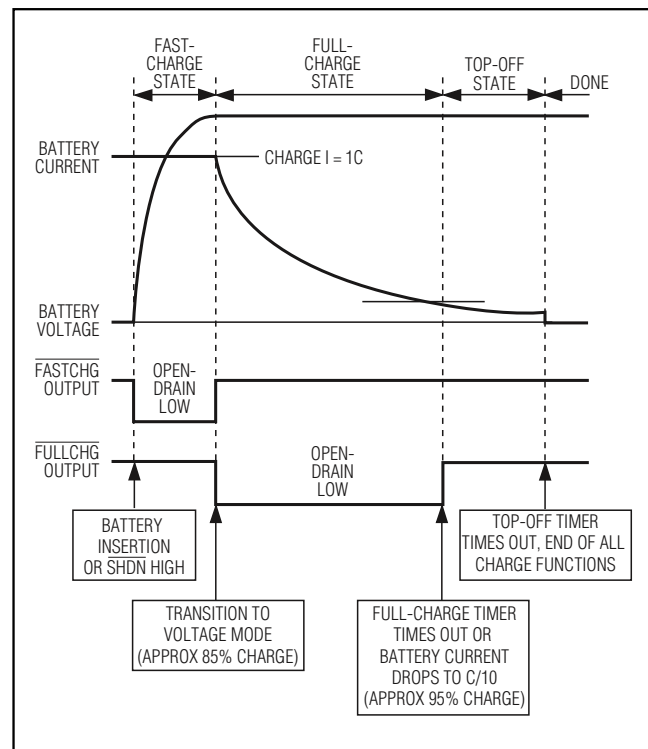 FAST-
CHARGE
STATE
FULL-
CHARGE
STATE
TOP-OFF
STATE
DONE
BATTERY
CURRENT
CHARGE I = 1C
BATTERY
VOLTAGE
FASTCHG
OUTPUT
OPEN-
DRAIN
LOW
FULLCHG
OUTPUT
OPEN-
DRAIN
LOW
BATTERY
INSERTION
OR SHDN HIGH
TOP-OFF TIMER
TIMES OUT, END OF ALL
CHARGE FUNCTIONS
TRANSITION TO
VOLTAGE MODE
(APPROX 85% CHARGE)
FULL-CHARGE TIMER
TIMES OUT OR
BATTERY CURRENT
DROPS TO C/10
(APPROX 95% CHARGE)